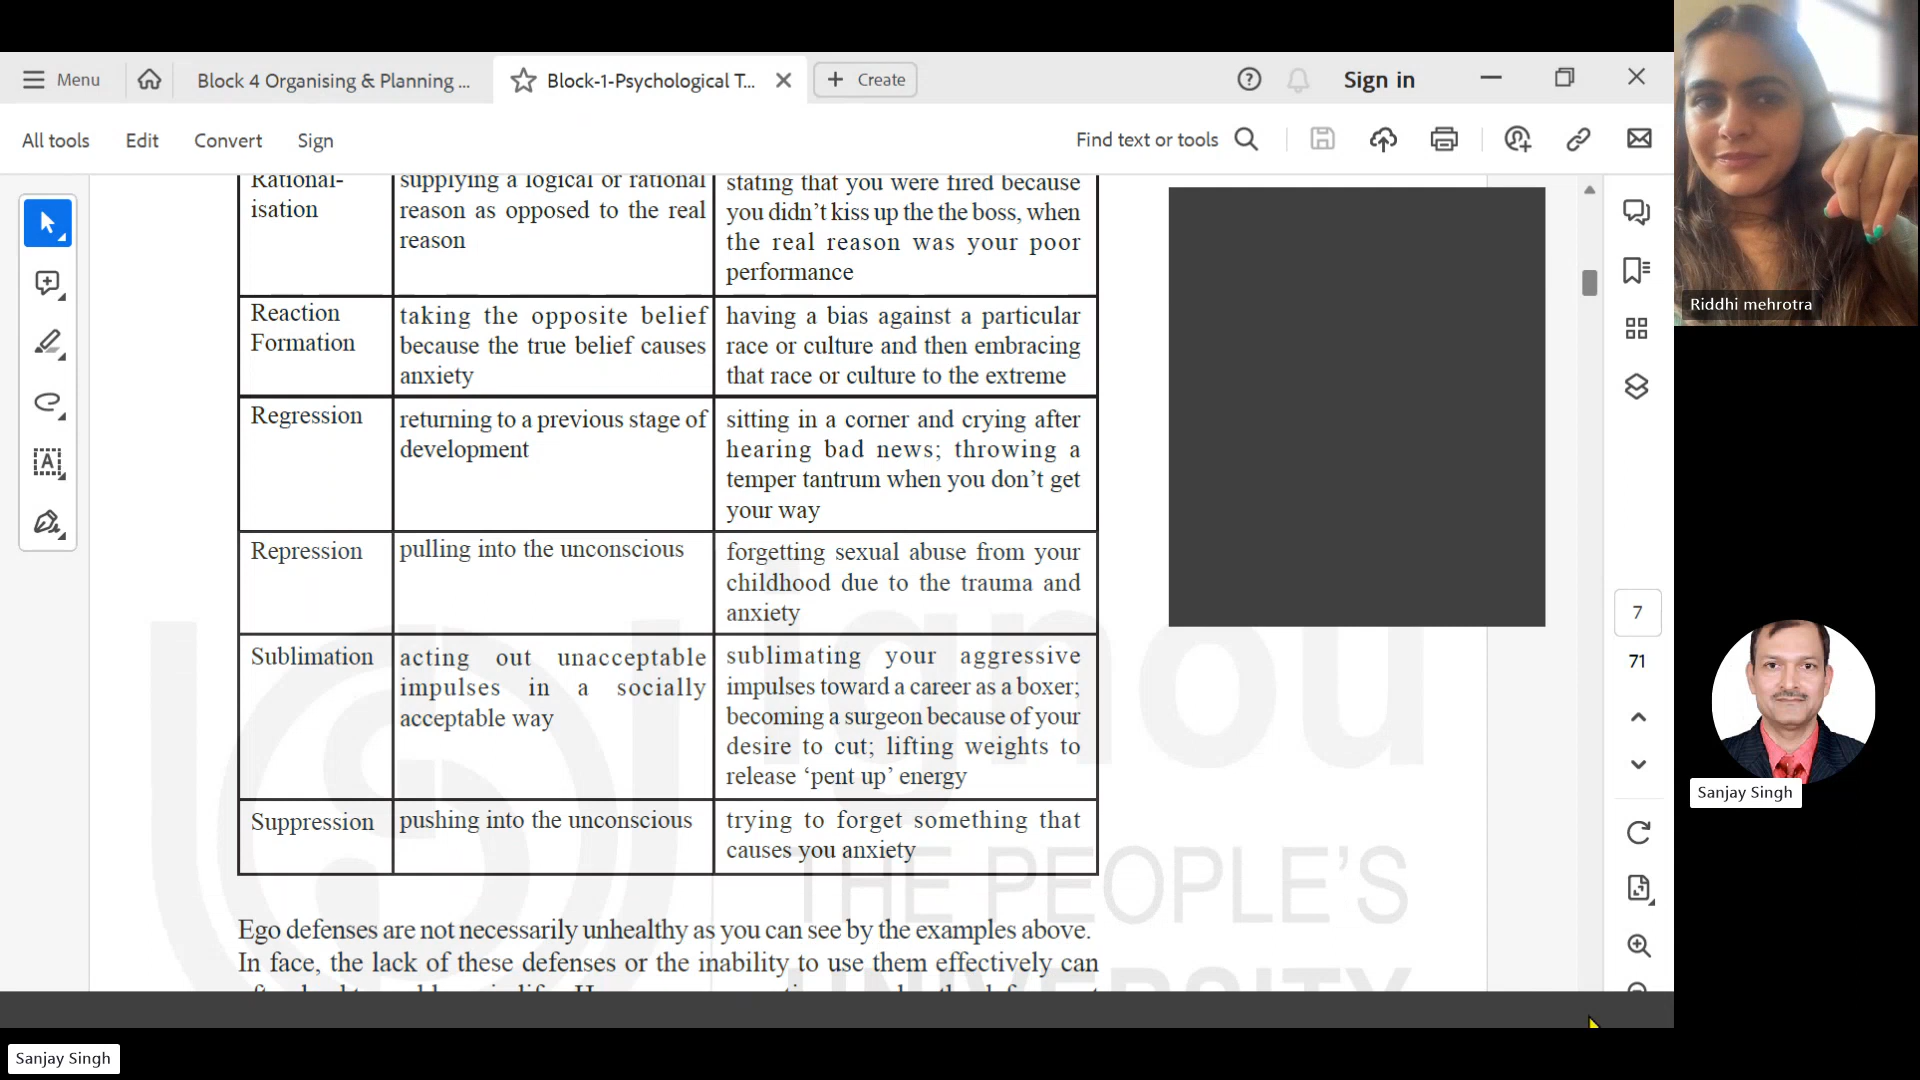 Menu
Block 4 Organising & Planning ...
Block-1-Psychological T...
Create
Sign in
All tools
Edit
Convert
Sign
Find text or tools
Rational-
isation
supplying a logical or rational
reason as opposed to the real
reason
stating that you were fired because
you didn't kiss up the the boss, when
the real reason was your poor
performance
Reaction
Formation
taking the opposite belief
because the true belief causes
anxiety
having a bias against a particular
race or culture and then embracing
that race or culture to the extreme
Regression
returning to a previous stage of
development
sitting in a corner and crying after
hearing bad news; throwing a
temper tantrum when you don't get
your way
Repression
pulling into the unconscious
forgetting sexual abuse from your
childhood due to the trauma and
anxiety
Sublimation
acting out unacceptable
impulses in a socially
acceptable way
sublimating your aggressive
impulses toward a career as a boxer;
becoming a surgeon because of your
desire to cut; lifting weights to
release 'pent up' energy
Suppression
pushing into the unconscious
trying to forget something that
causes you anxiety
Ego defenses are not necessarily unhealthy as you can see by the examples above.
In face, the lack of these defenses or the inability to use them effectively can
ignou
THE PEOPLE'S
UNIVERSITY
7
71
Riddhi mehrotra
Sanjay Singh
Sanjay Singh